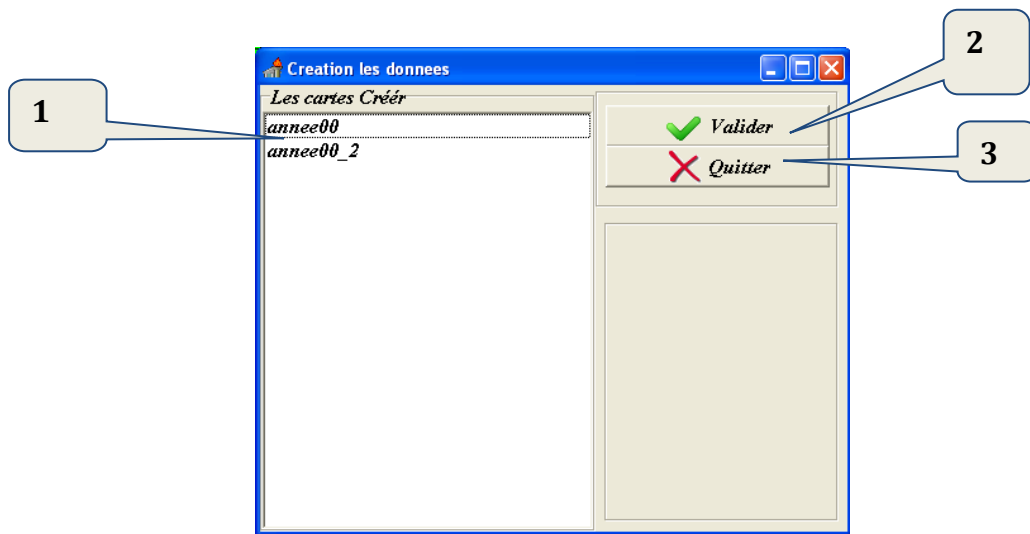 2
Creation les donnees
1
Les cartes Créér
annee00
annee00_2
Valider
Quitter
3